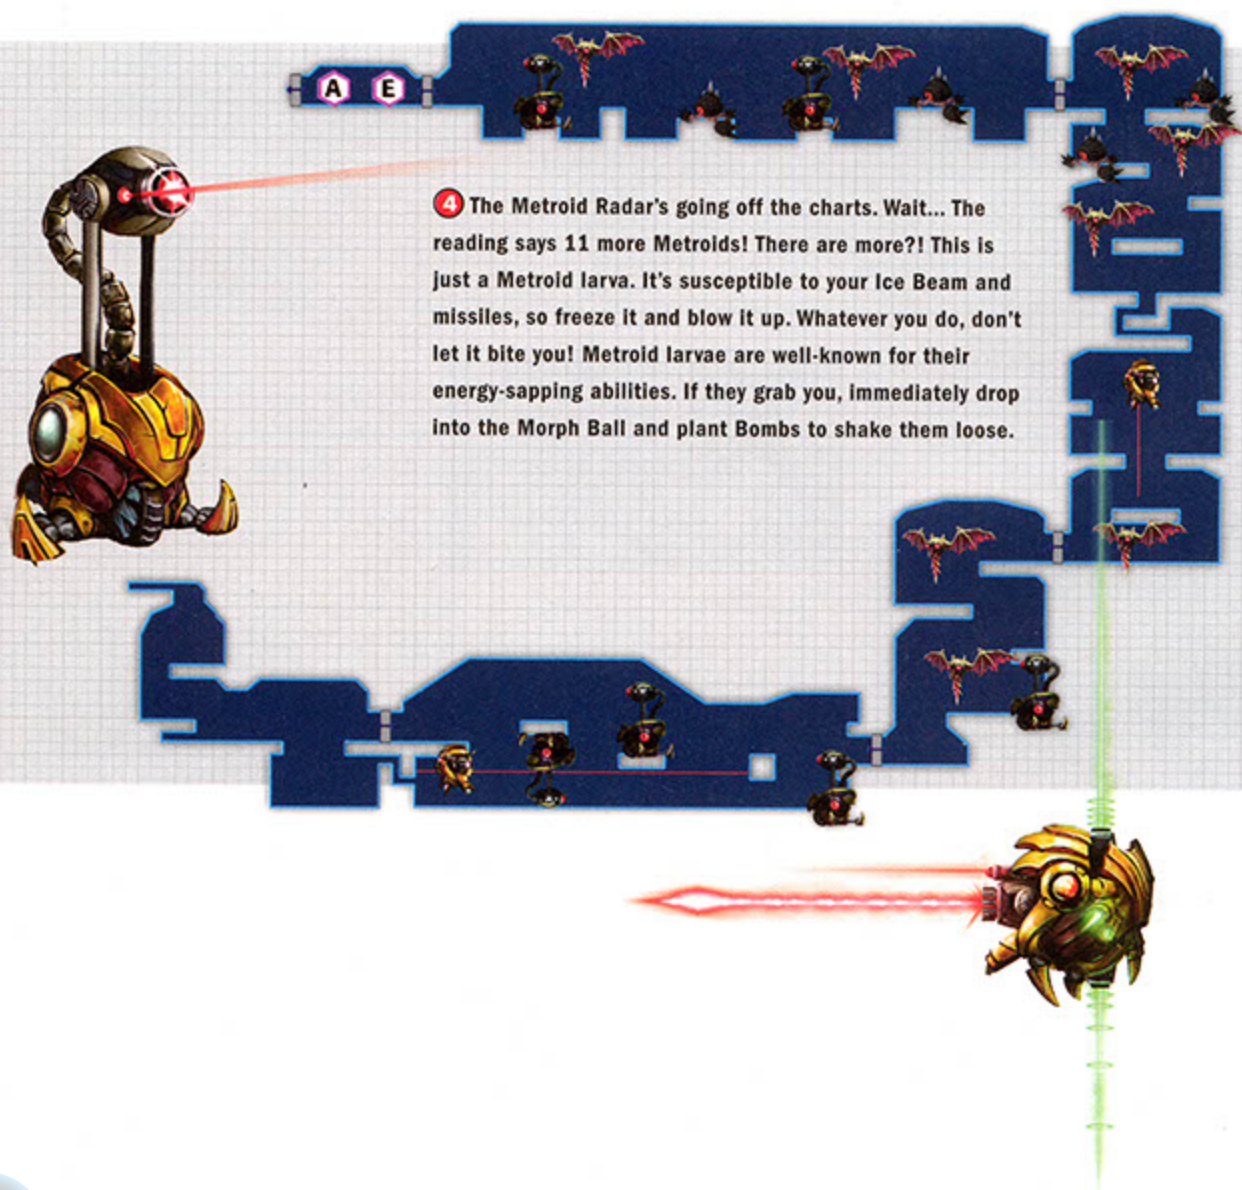 A E
4 The Metroid Radar's going off the charts. Wait... The
reading says 11 more Metroids! There are more?! This is
just a Metroid larva. It's susceptible to your Ice Beam and
missiles, so freeze it and blow it up. Whatever you do, don't
let it bite you! Metroid larvae are well-known for their
energy-sapping abilities. If they grab you, immediately drop
into the Morph Ball and plant Bombs to shake them loose.